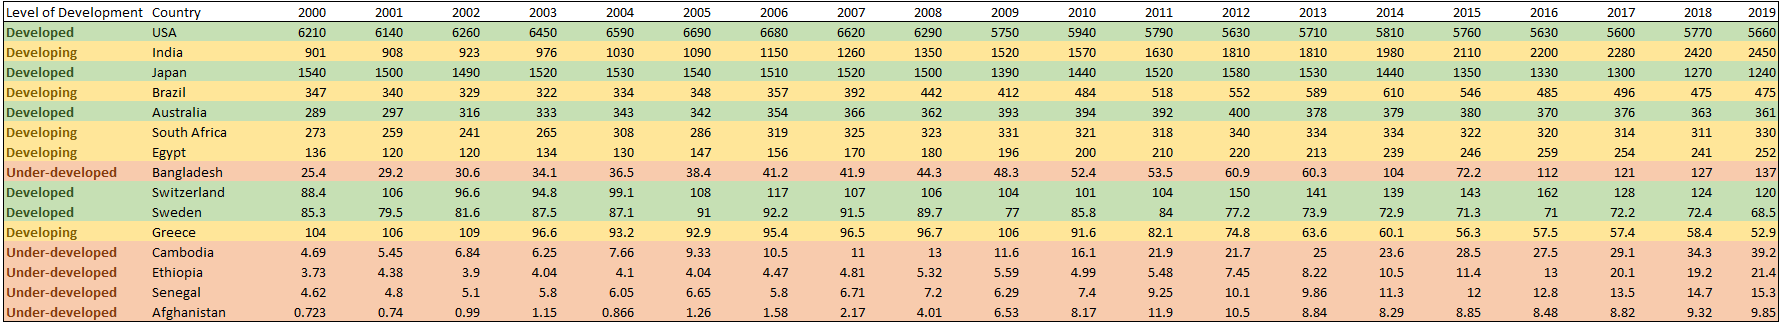 Level of Development Country 2000 2001 2002 2003 2004 2005 2006 2007 2008 2009 2010 2011 2012 2013 2014 2015 2016 2017 2018 2019
Developed USA 6210 6140 6260 6450 6590 6690 6680 6620 6290 5750 5940 5790 5630 5710 5810 5760 5630 5600 5770 5660
Developing India 901 908 923 976 1030 1090 1150 1260 1350 1520 1570 1630 1810 1810 1980 2110 2200 2280 2420 2450
Developed Japan 1540 1500 1490 1520 1530 1540 1510 1520 1500 1390 1440 1520 1580 1530 1440 1350 1330 1300 1270 1240
Developing Brazil 347 340 329 322 334 348 357 392 442 412 484 518 552 589 610 546 485 496 475 475
Developed Australia 289 297 316 333 343 342 354 366 362 393 394 392 400 378 379 380 370 376 363 361
Developing South Africa 273 259 241 265 308 286 319 325 323 331 321 318 340 334 334 322 320 314 311 330
Developing Egypt 136 120 120 134 130 147 156 170 180 196 200 210 220 213 239 246 259 254 241 252
Under-developed Bangladesh 25.4 29.2 30.6 34.1 36.5 38.4 41.2 41.9 44.3 48.3 52.4 53.5 60.9 60.3 104 72.2 112 121 127 137
Developed Switzerland 88.4 106 96.6 94.8 99.1 108 117 107 106 104 101 104 150 141 139 143 162 128 124 120
Developed Sweden 85.3 79.5 81.6 87.5 87.1 91 92.2 91.5 89.7 77 85.8 84 77.2 73.9 72.9 71.3 71 72.2 72.4 68.5
Developing Greece 104 106 109 96.6 93.2 92.9 95.4 96.5 96.7 106 91.6 82.1 74.8 63.6 60.1 56.3 57.5 57.4 58.4 52.9
Under-developed Cambodia 4.69 5.45 6.84 6.25 7.66 9.33 10.5 11 13 11.6 16.1 21.9 21.7 25 23.6 28.5 27.5 29.1 34.3 39.2
Under-developed Ethiopia 3.73 4.38 3.9 4.04 4.1 4.04 4.47 4.81 5.32 5.59 4.99 5.48 7.45 8.22 10.5 11.4 13 20.1 19.2 21.4
Under-developed Senegal 4.62 4.8 5.1 5.8 6.05 6.65 5.8 6.71 7.2 6.29 7.4 9.25 10.1 9.86 11.3 12 12.8 13.5 14.7 15.3
Under-developed Afghanistan 0.723 0.74 0.99 1.15 0.866 1.26 1.58 2.17 4.01 6.53 8.17 11.9 10.5 8.84 8.29 8.85 8.48 8.82 9.32 9.85